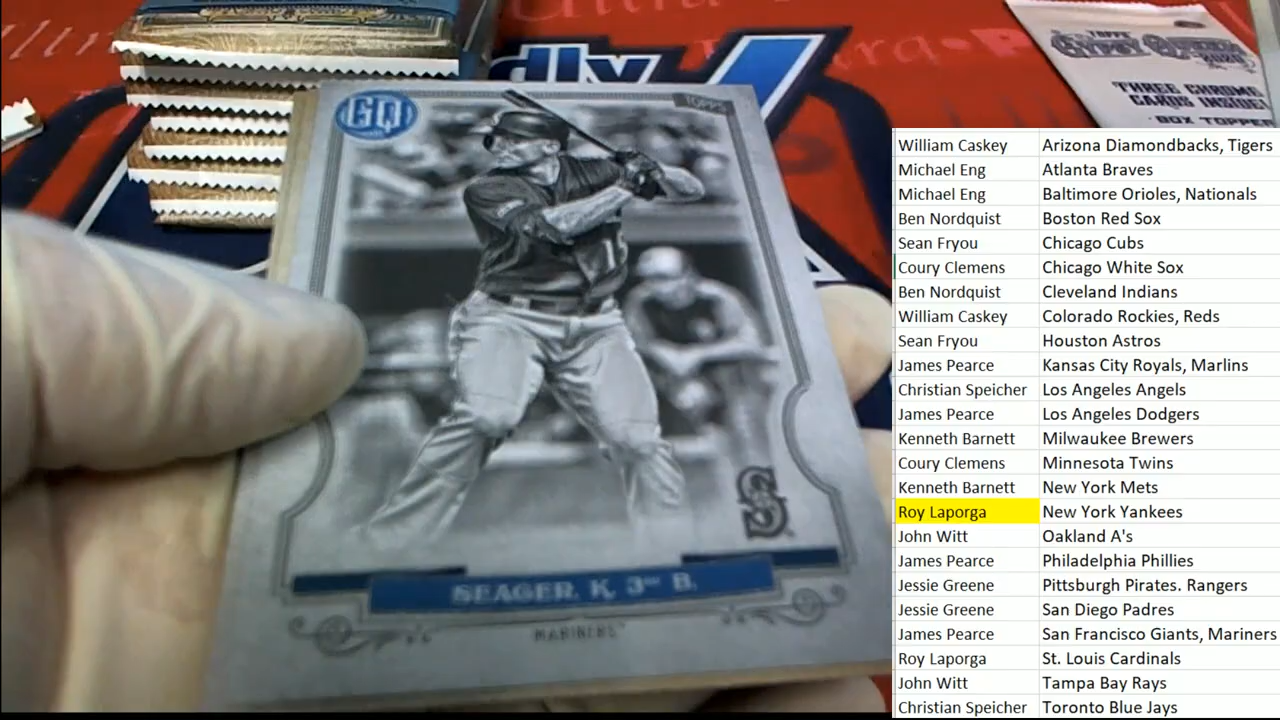 dly
TOPPS
GYPSY QUEEN
2020
THREE CHROME
CARDS INSIDE!
BOX TOPPER
GQ
TOPPS
S
SEAGER, K, 3RD B.
MARINERS™
William Caskey Arizona Diamondbacks, Tigers
Michael Eng Atlanta Braves
Michael Eng Baltimore Orioles, Nationals
Ben Nordquist Boston Red Sox
Sean Fryou Chicago Cubs
Coury Clemens Chicago White Sox
Ben Nordquist Cleveland Indians
William Caskey Colorado Rockies, Reds
Sean Fryou Houston Astros
James Pearce Kansas City Royals, Marlins
Christian Speicher Los Angeles Angels
James Pearce Los Angeles Dodgers
Kenneth Barnett Milwaukee Brewers
Coury Clemens Minnesota Twins
Kenneth Barnett New York Mets
Roy Laporga New York Yankees
John Witt Oakland A's
James Pearce Philadelphia Phillies
Jessie Greene Pittsburgh Pirates. Rangers
Jessie Greene San Diego Padres
James Pearce San Francisco Giants, Mariners
Roy Laporga St. Louis Cardinals
John Witt Tampa Bay Rays
Christian Speicher Toronto Blue Jays